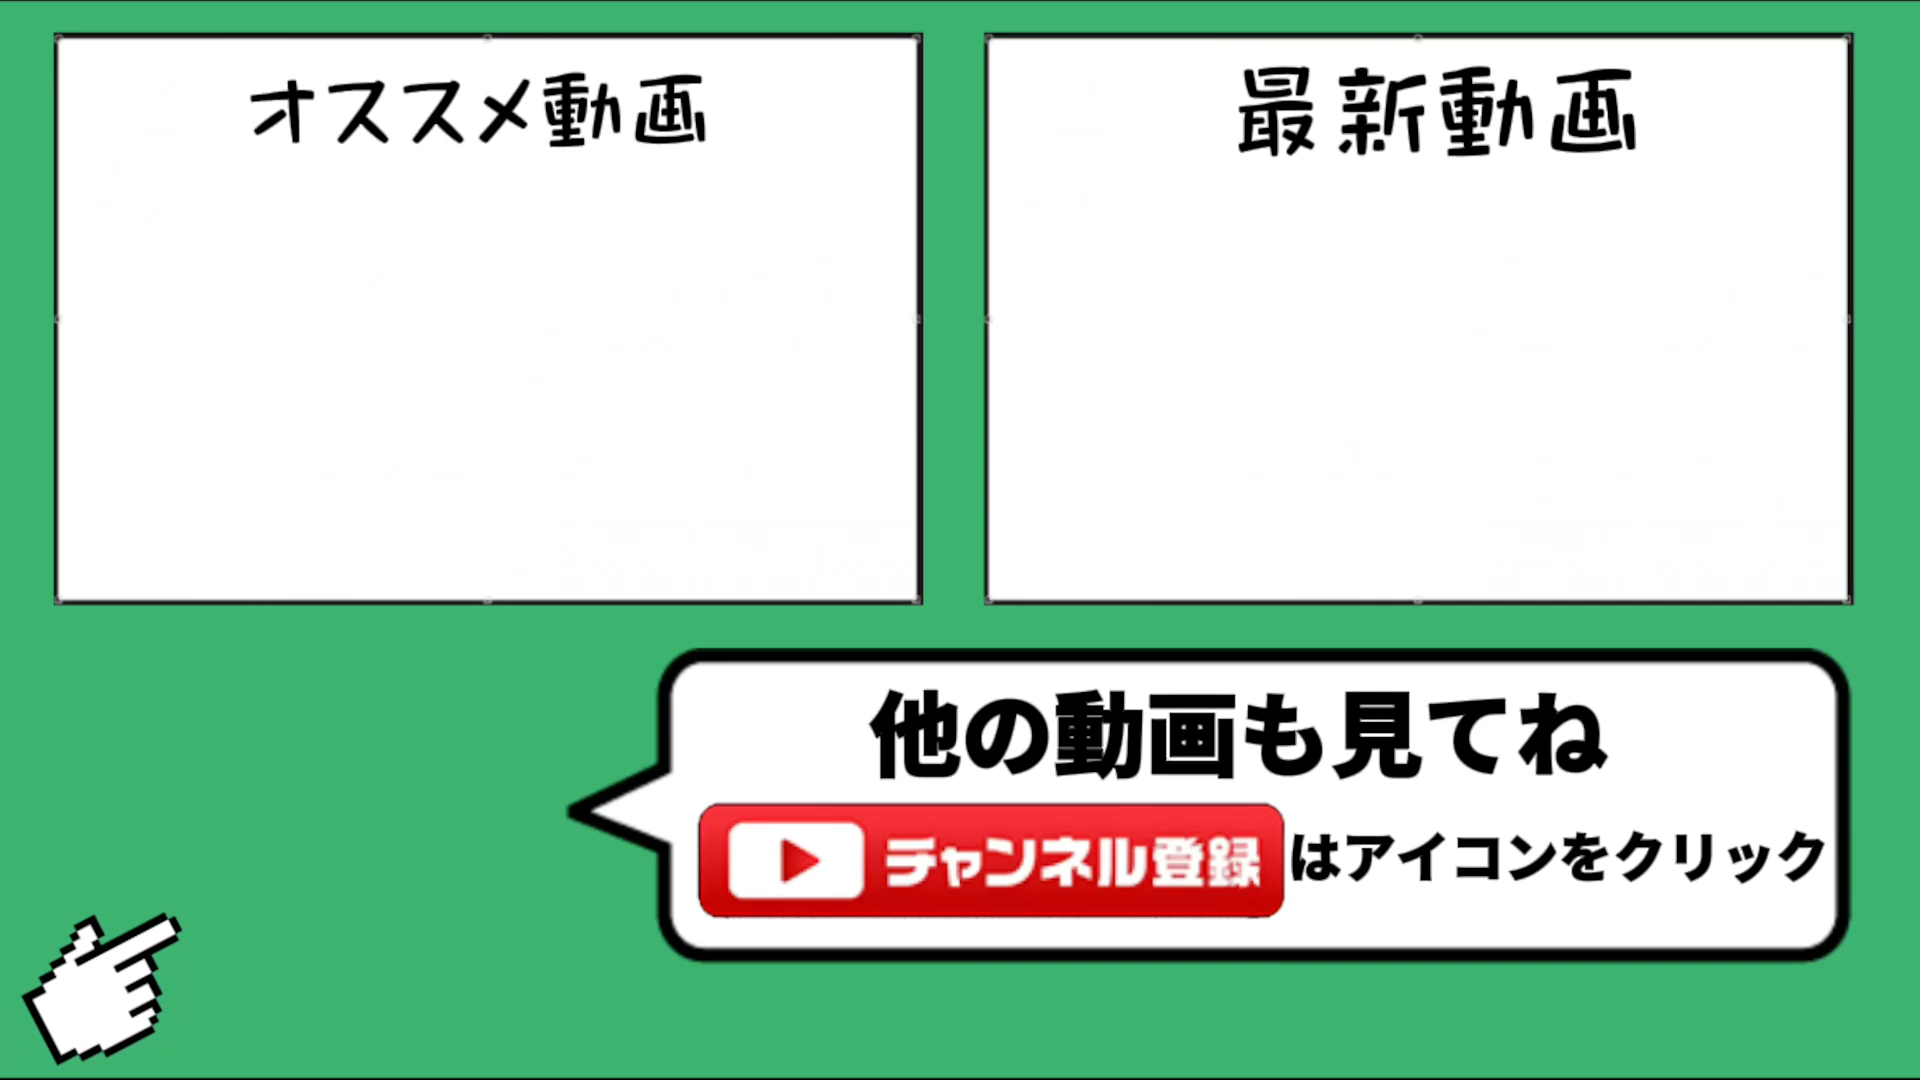 オススメ動画
最新動画
他の動画も見てね
チャンネル登録はアイコンをクリック